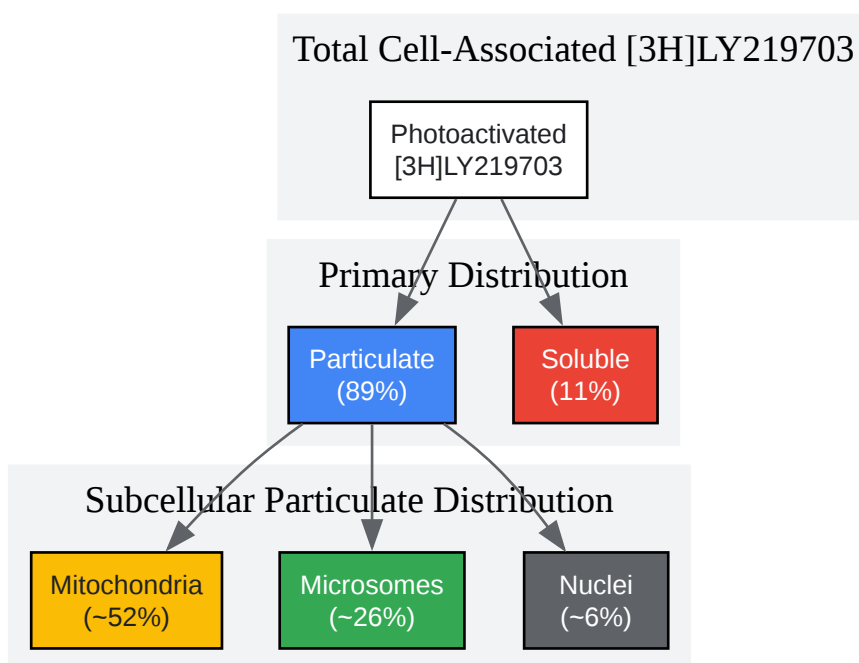 Total Cell-Associated [3H]LY219703
Photoactivated
[3H]LY219703
Primary Distribution
Particulate
(89%)
Soluble
(11%)
Subcellular Particulate Distribution
Mitochondria
(~52%)
Microsomes
(~26%)
Nuclei
(~6%)